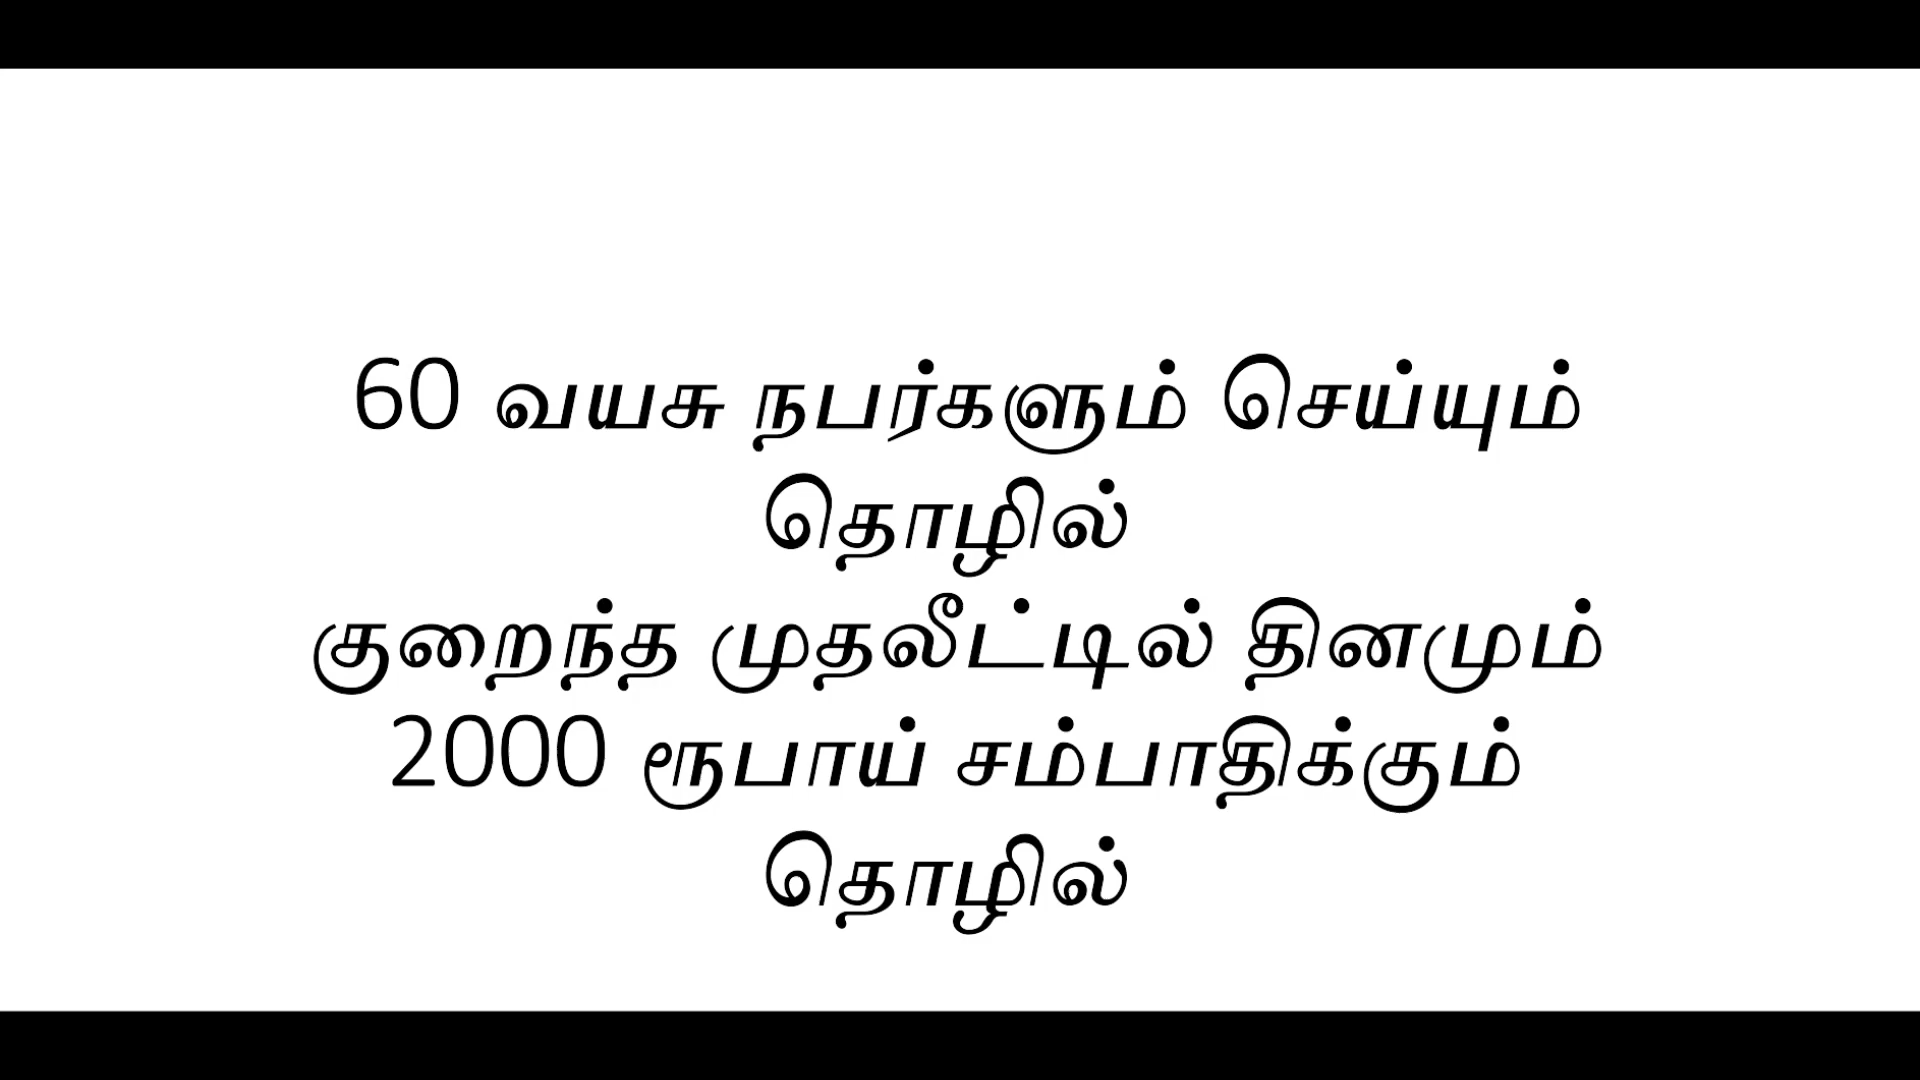 60 வயசு நபர்களும் செய்யும்
தொழில்
குறைந்த முதலீட்டில் தினமும்
2000 ரூபாய் சம்பாதிக்கும்
தொழில்